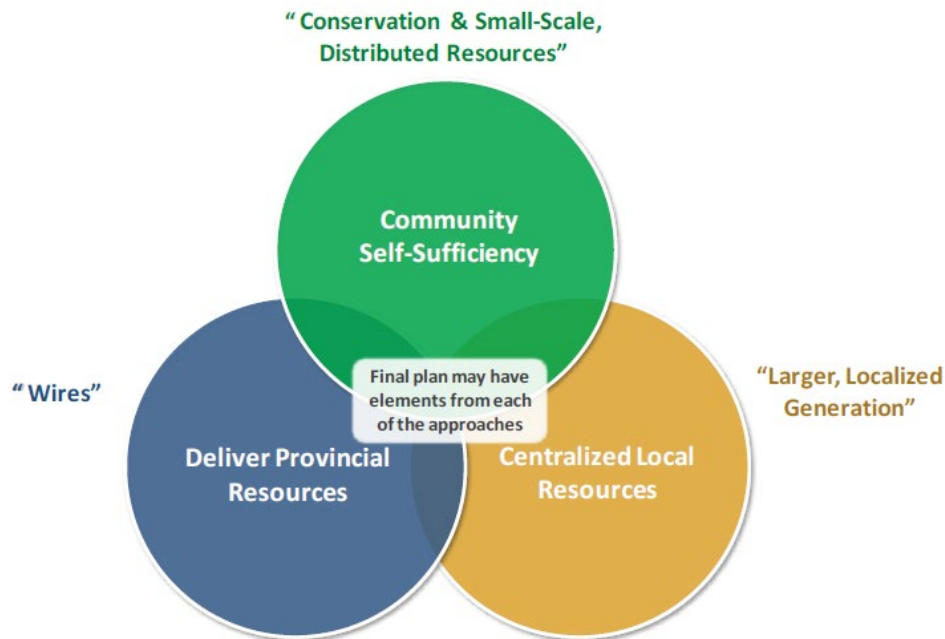 “ Conservation & Small-Scale,
Distributed Resources”
Community
Self-Sufficiency
“ Wires”
Final plan may have
elements from each
of the approaches
“Larger, Localized
Generation”
Deliver Provincial
Resources
Centralized Local
Resources